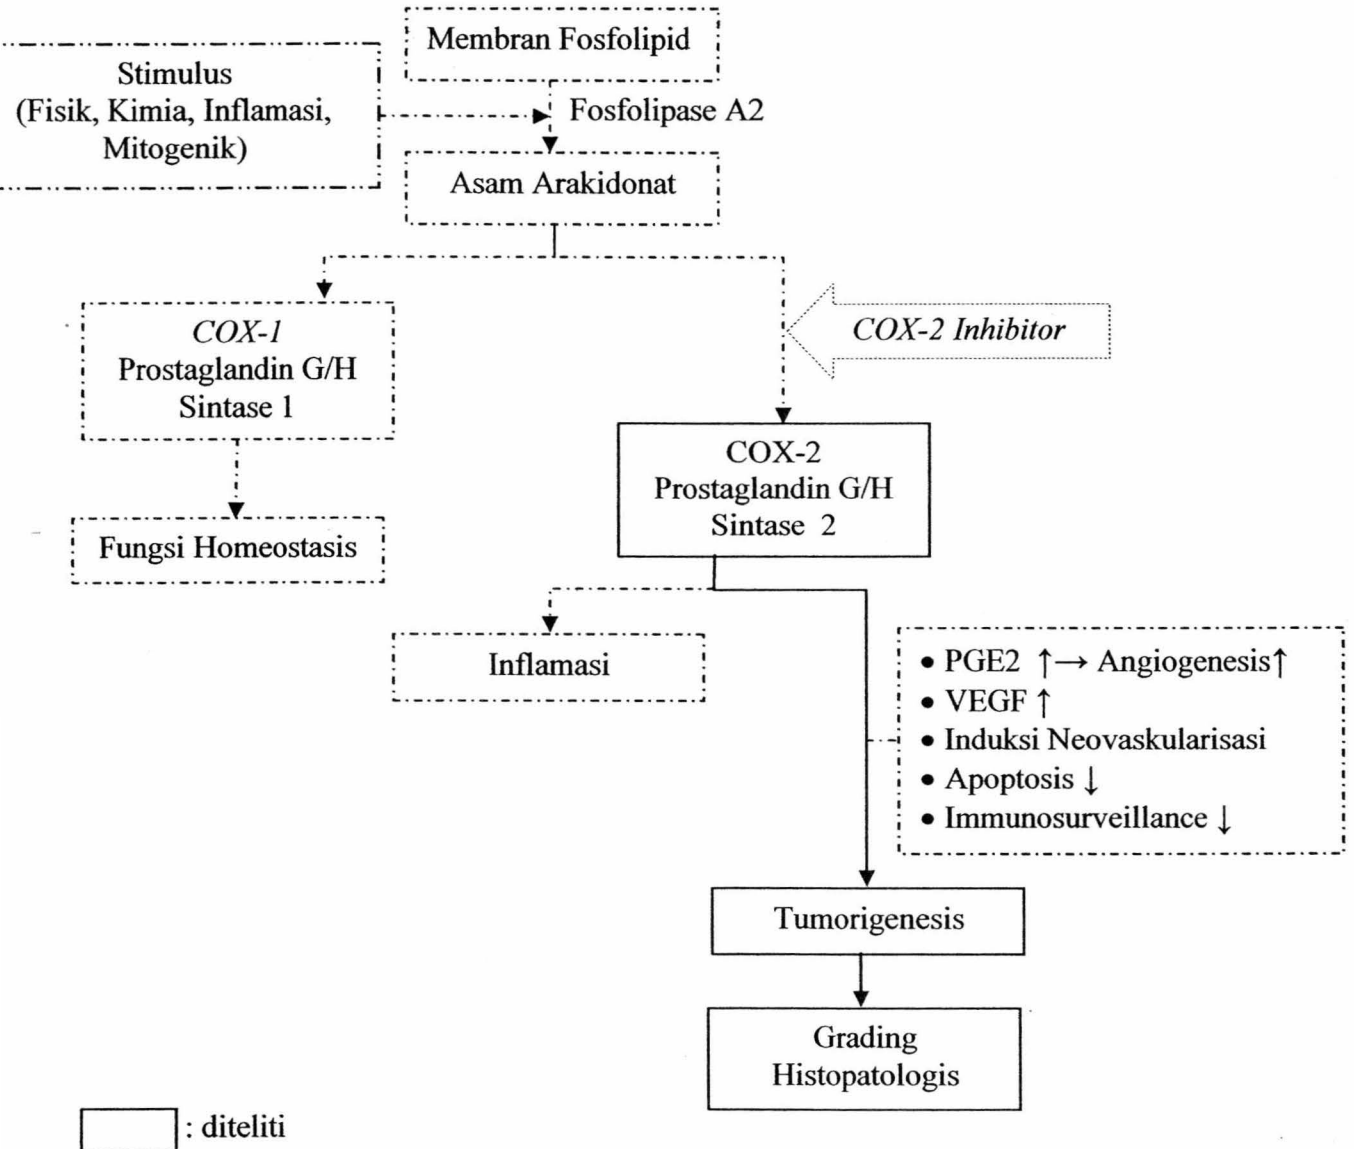 Membran Fosfolipid
Stimulus
(Fisik, Kimia, Inflamasi,
Mitogenik)
Fosfolipase A2
Asam Arakidonat
COX-1
Prostaglandin G/H
Sintase 1
COX-2 Inhibitor
COX-2
Prostaglandin G/H
Sintase 2
Fungsi Homeostasis
Inflamasi
• PGE2 ↑→ Angiogenesis↑
• VEGF ↑
• Induksi Neovaskularisasi
• Apoptosis ↓
• Immunosurveillance ↓
Tumorigenesis
Grading
Histopatologis
: diteliti